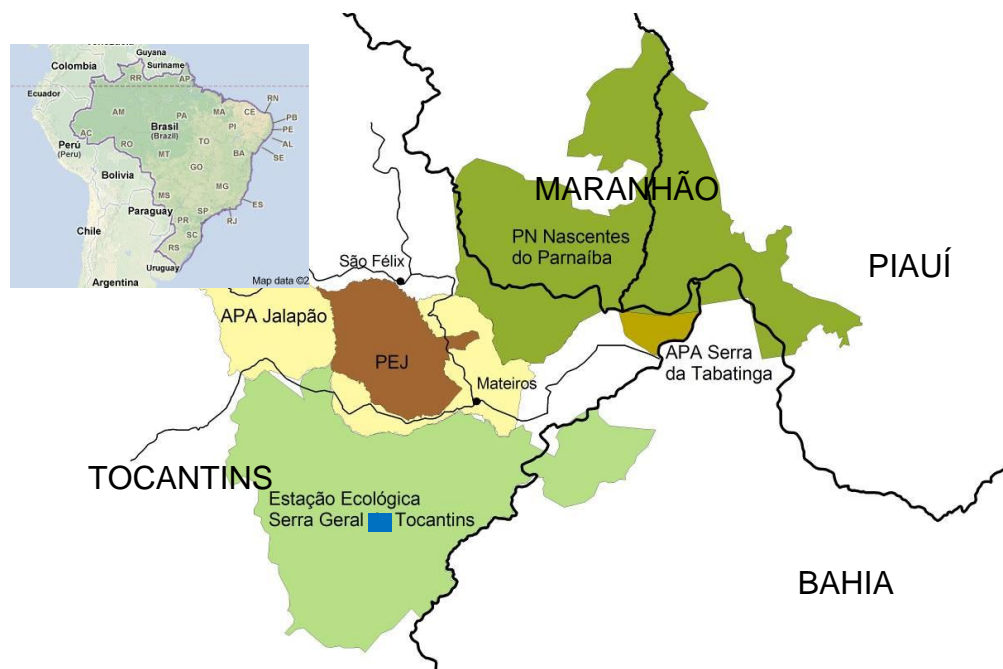 Guyana
Colombia
Suriname
RR
AP
Ecuador
RN
AM
PA
MA
CE
PB
PI
PE
Brasil
(Brazil)
AC
TO
AL
RO
SE
Perú
(Peru)
MT
BA
GO
Bolivia
MG
MS
ES
Paraguay
SP
RJ
PR
Chile
SC
RS
Uruguay
Argentina
Map data ©2
MARANHÃO
PN Nascentes
do Parnaíba
PIAUÍ
São Félix
APA Jalapão
PEJ
APA Serra
da Tabatinga
Mateiros
TOCANTINS
Estação Ecológica
Serra Geral Tocantins
BAHIA